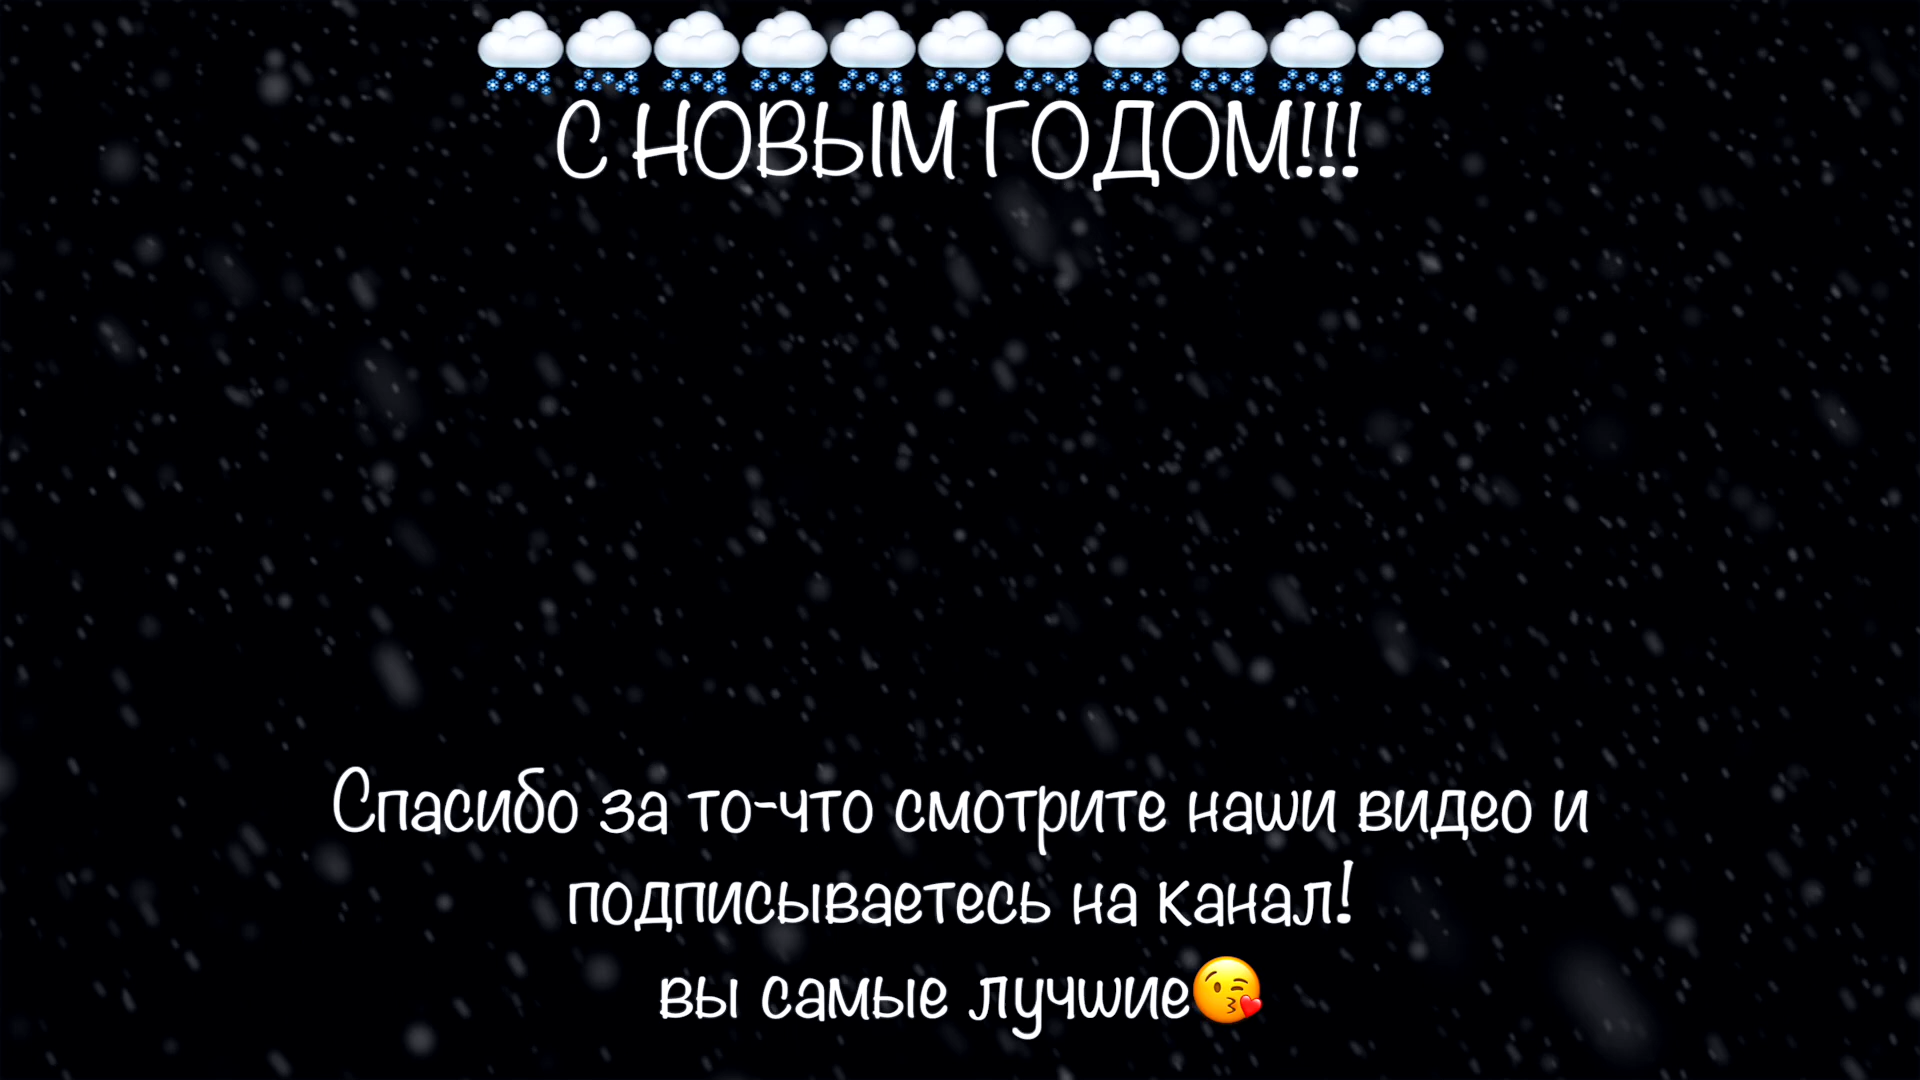 🌨🌨🌨🌨🌨🌨🌨🌨🌨🌨🌨
С НОВЫМ ГОДОМ!!!
Спасибо за то-что смотрите наши видео и
подписываетесь на канал!
вы самые лучшие😘